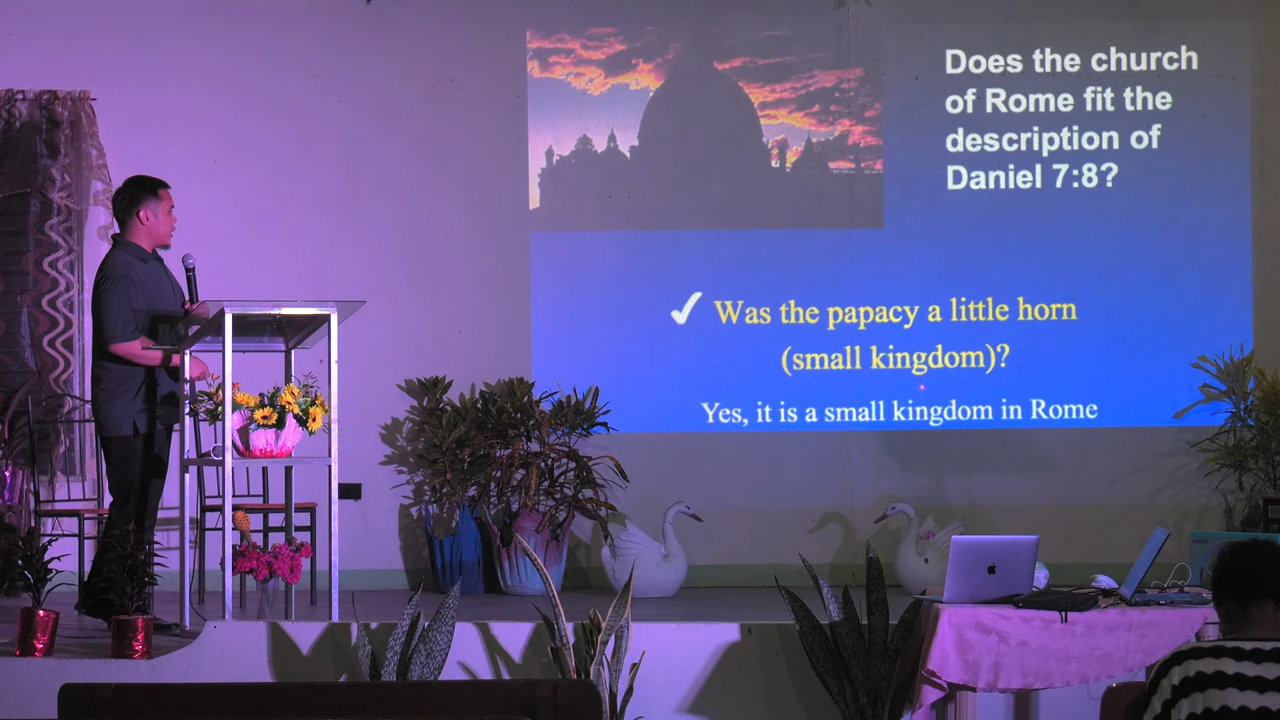 Does the church
of Rome fit the
description of
Daniel 7:8?
✓ Was the papacy a little horn
(small kingdom)?
Yes, it is a small kingdom in Rome